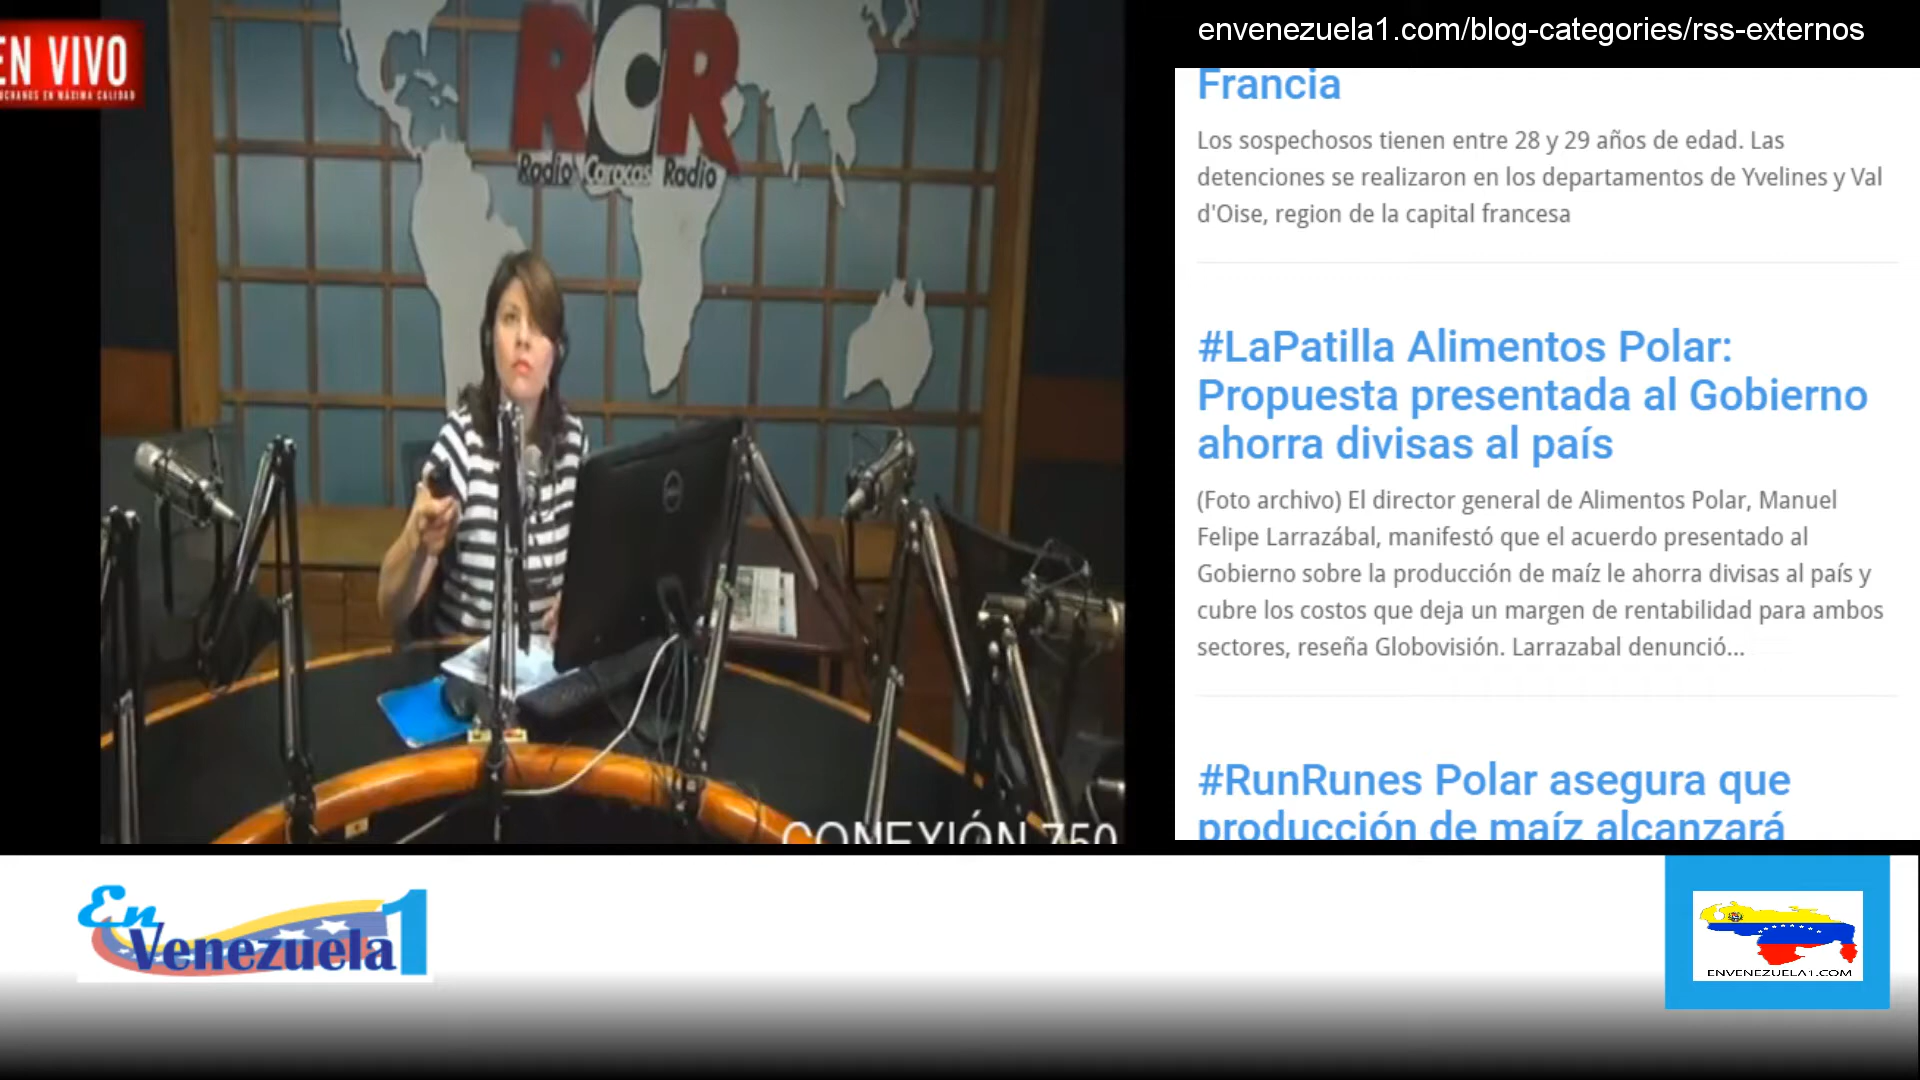 EN VIVO
RCR
Radio Caracas Radio
CONEXIÓN 750
envenezuela1.com/blog-categories/rss-externos
Francia
Los sospechosos tienen entre 28 y 29 años de edad. Las
detenciones se realizaron en los departamentos de Yvelines y Val
d'Oise, region de la capital francesa
#LaPatilla Alimentos Polar:
Propuesta presentada al Gobierno
ahorra divisas al país
(Foto archivo) El director general de Alimentos Polar, Manuel
Felipe Larrazábal, manifestó que el acuerdo presentado al
Gobierno sobre la producción de maíz le ahorra divisas al país y
cubre los costos que deja un margen de rentabilidad para ambos
sectores, reseña Globovisión. Larrazabal denunció...
#RunRunes Polar asegura que
producción de maíz alcanzará
En
Venezuela 1
ENVENEZUELA1.COM